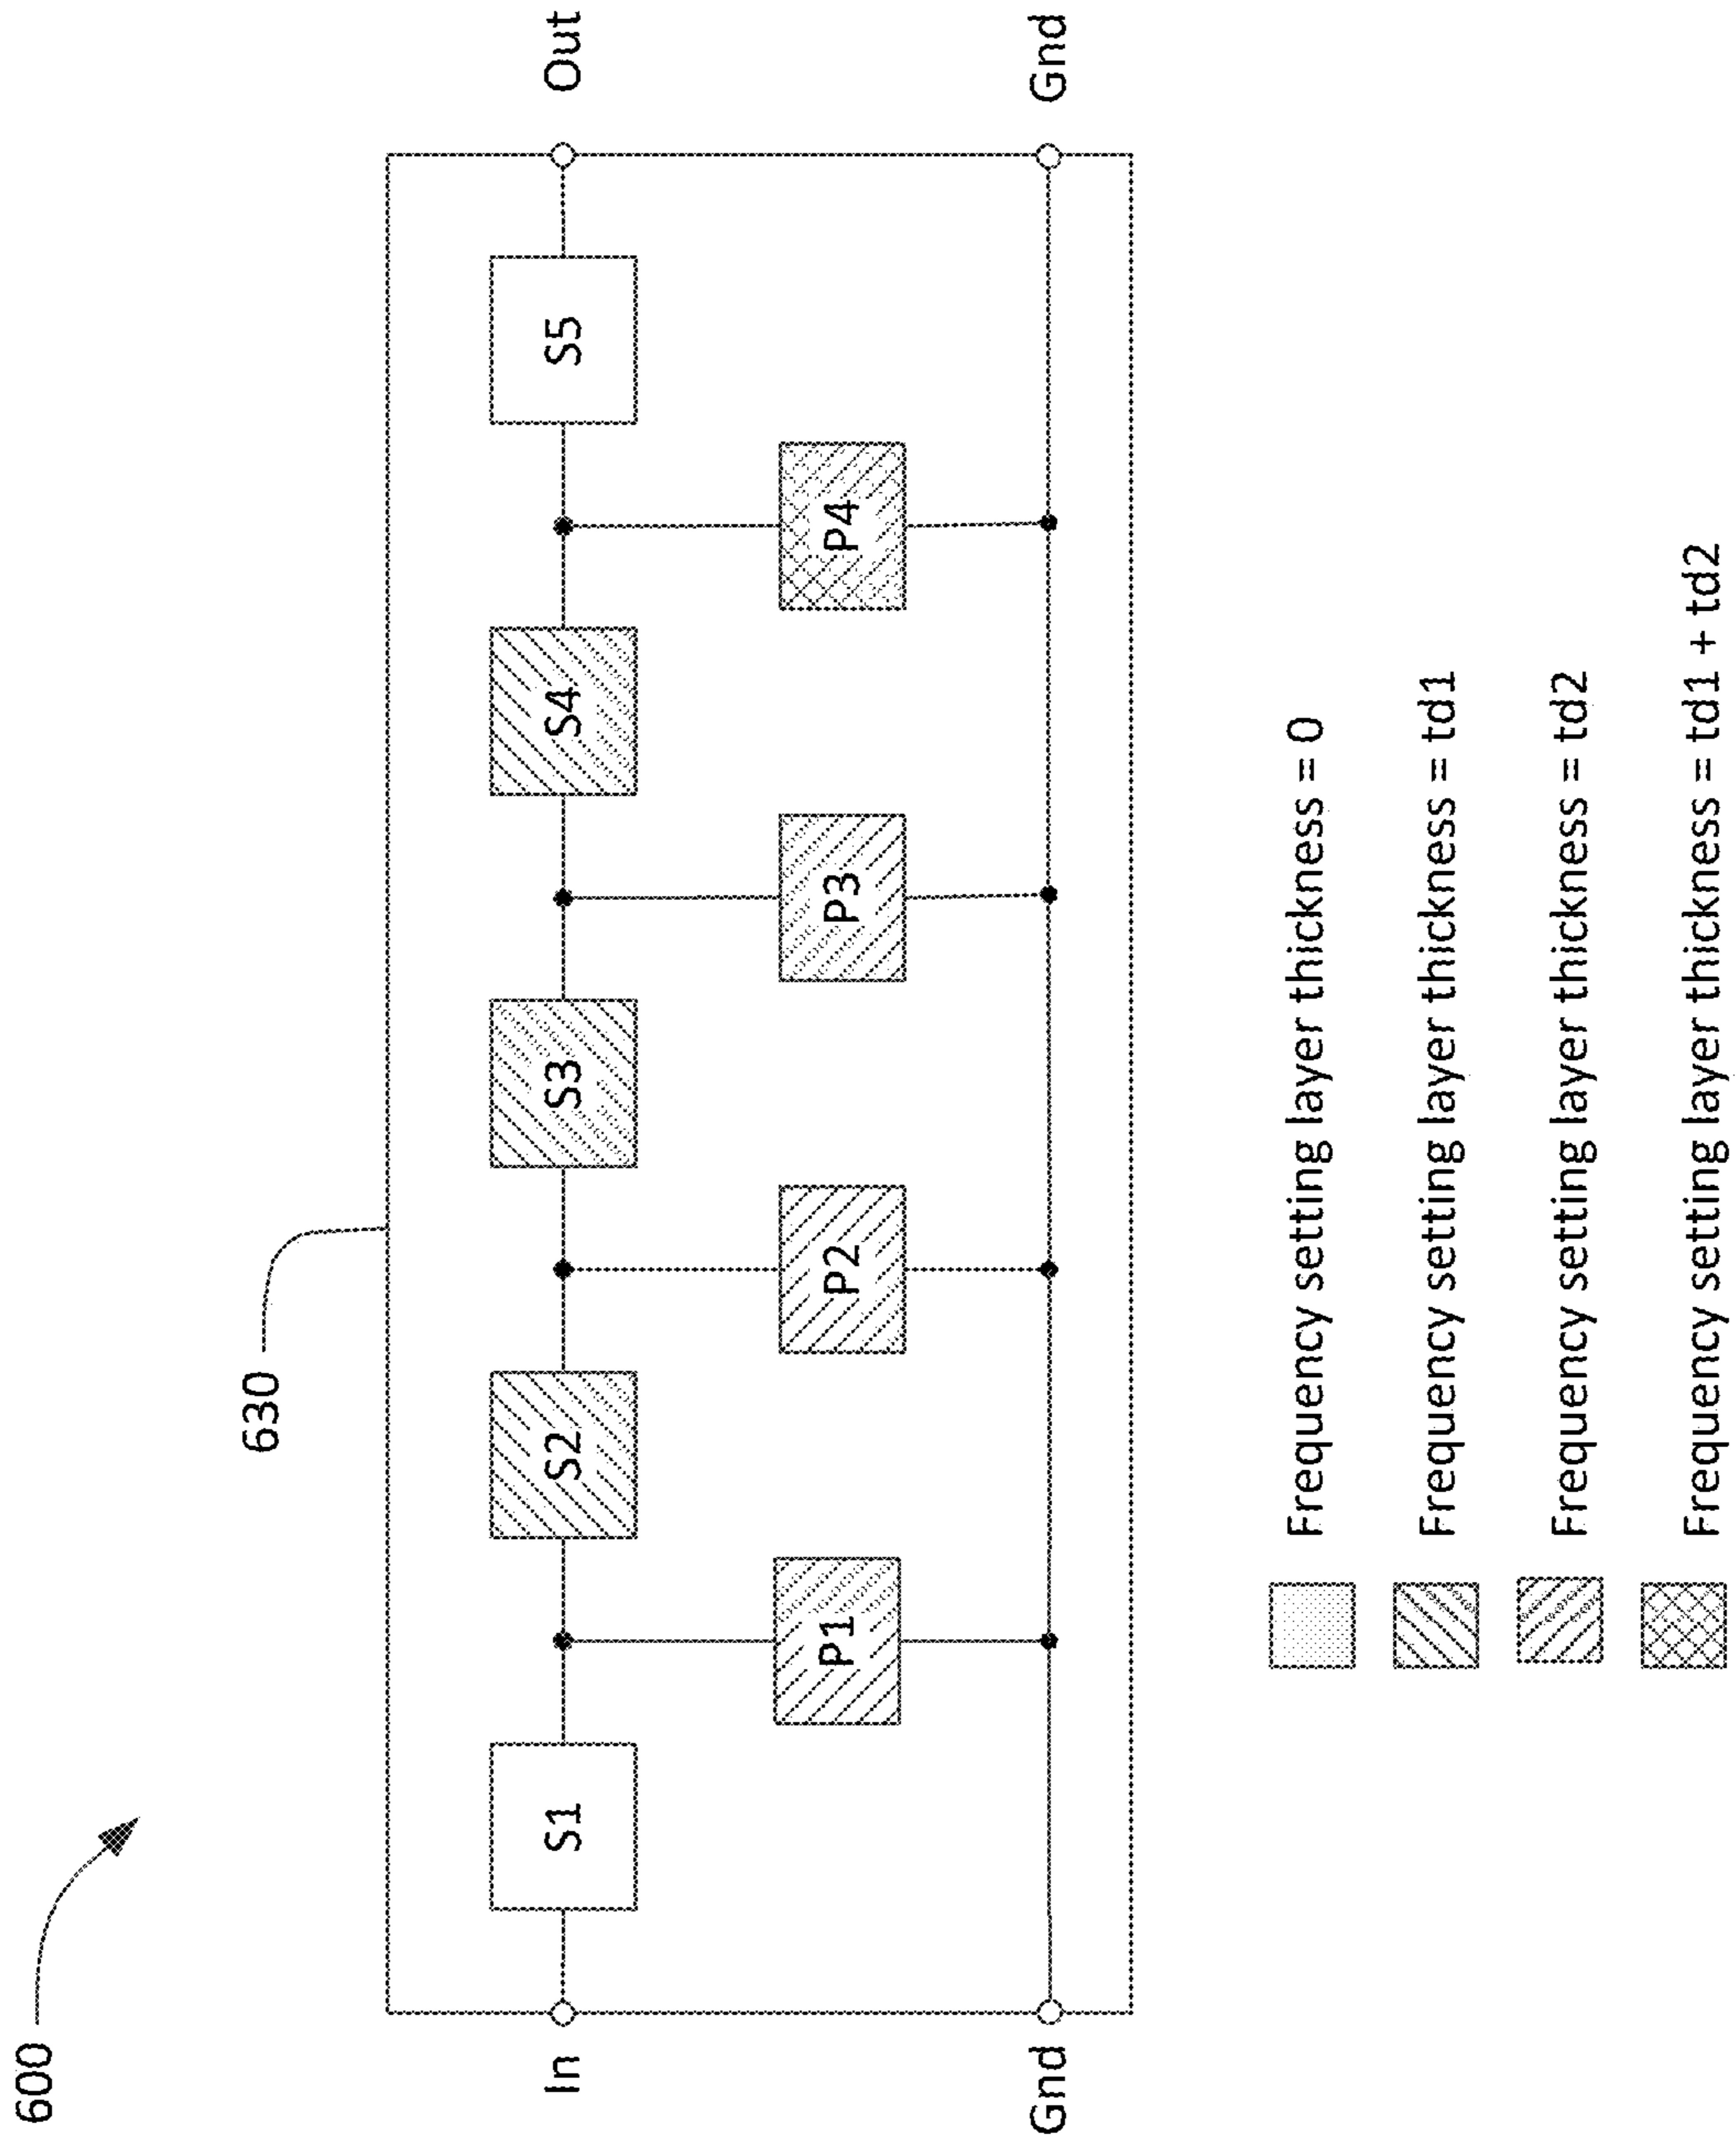 600
630
In
S1
S2
S3
S4
S5
Out
P1
P2
P3
P4
Gnd
Gnd
Frequency setting layer thickness = 0
Frequency setting layer thickness = td1
Frequency setting layer thickness = td2
Frequency setting layer thickness = td1 + td2